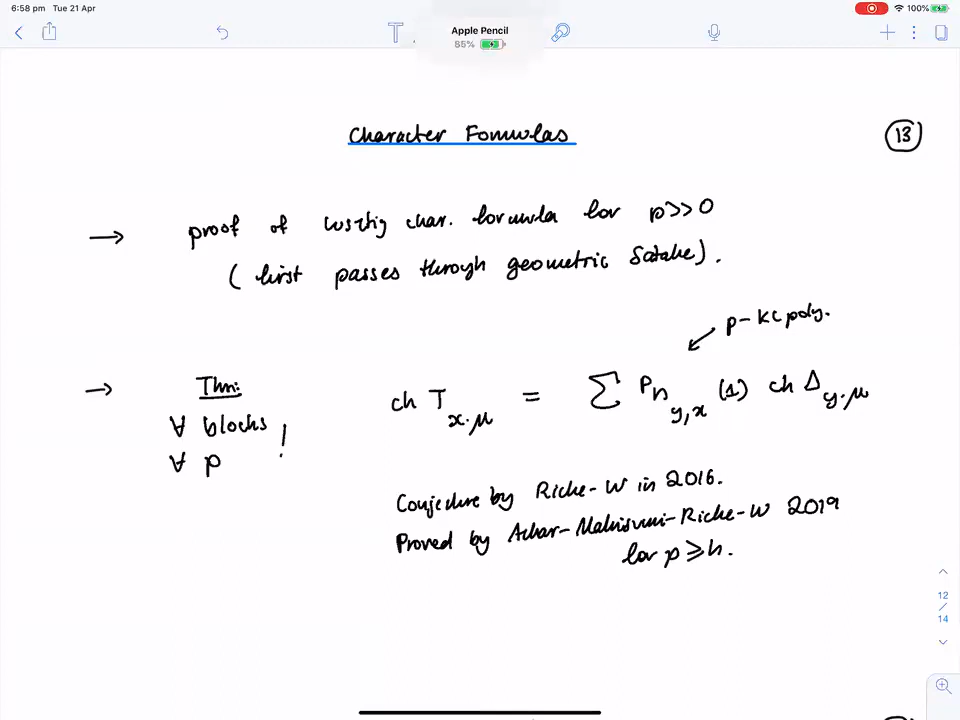 6:58 pm Tue 21 Apr
100%
T
Apple Pencil
85%
Character Formulas
13
→ proof of Lusztig char. formula for p>>0
(first passes through geometric Satake).
p-KL poly.
→ Thm:
∀ blocks
∀ p !
ch T_{x·μ} = ∑ ᵖn_{y,x} (1) ch Δ_{y·μ}
Conjecture by Riche-W in 2016.
Proved by Achar-Makisumi-Riche-W 2019
for p ≥ h.
12
/
14